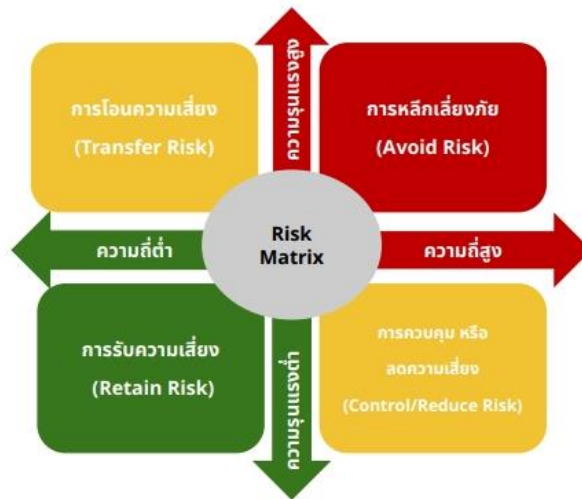 ความรุนแรงสูง
การโอนความเสี่ยง
(Transfer Risk)
การหลีกเลี่ยงภัย
(Avoid Risk)
ความถี่ต่ำ
Risk
Matrix
ความถี่สูง
การรับความเสี่ยง
(Retain Risk)
การควบคุม หรือ
ลดความเสี่ยง
(Control/Reduce Risk)
ความรุนแรงต่ำ